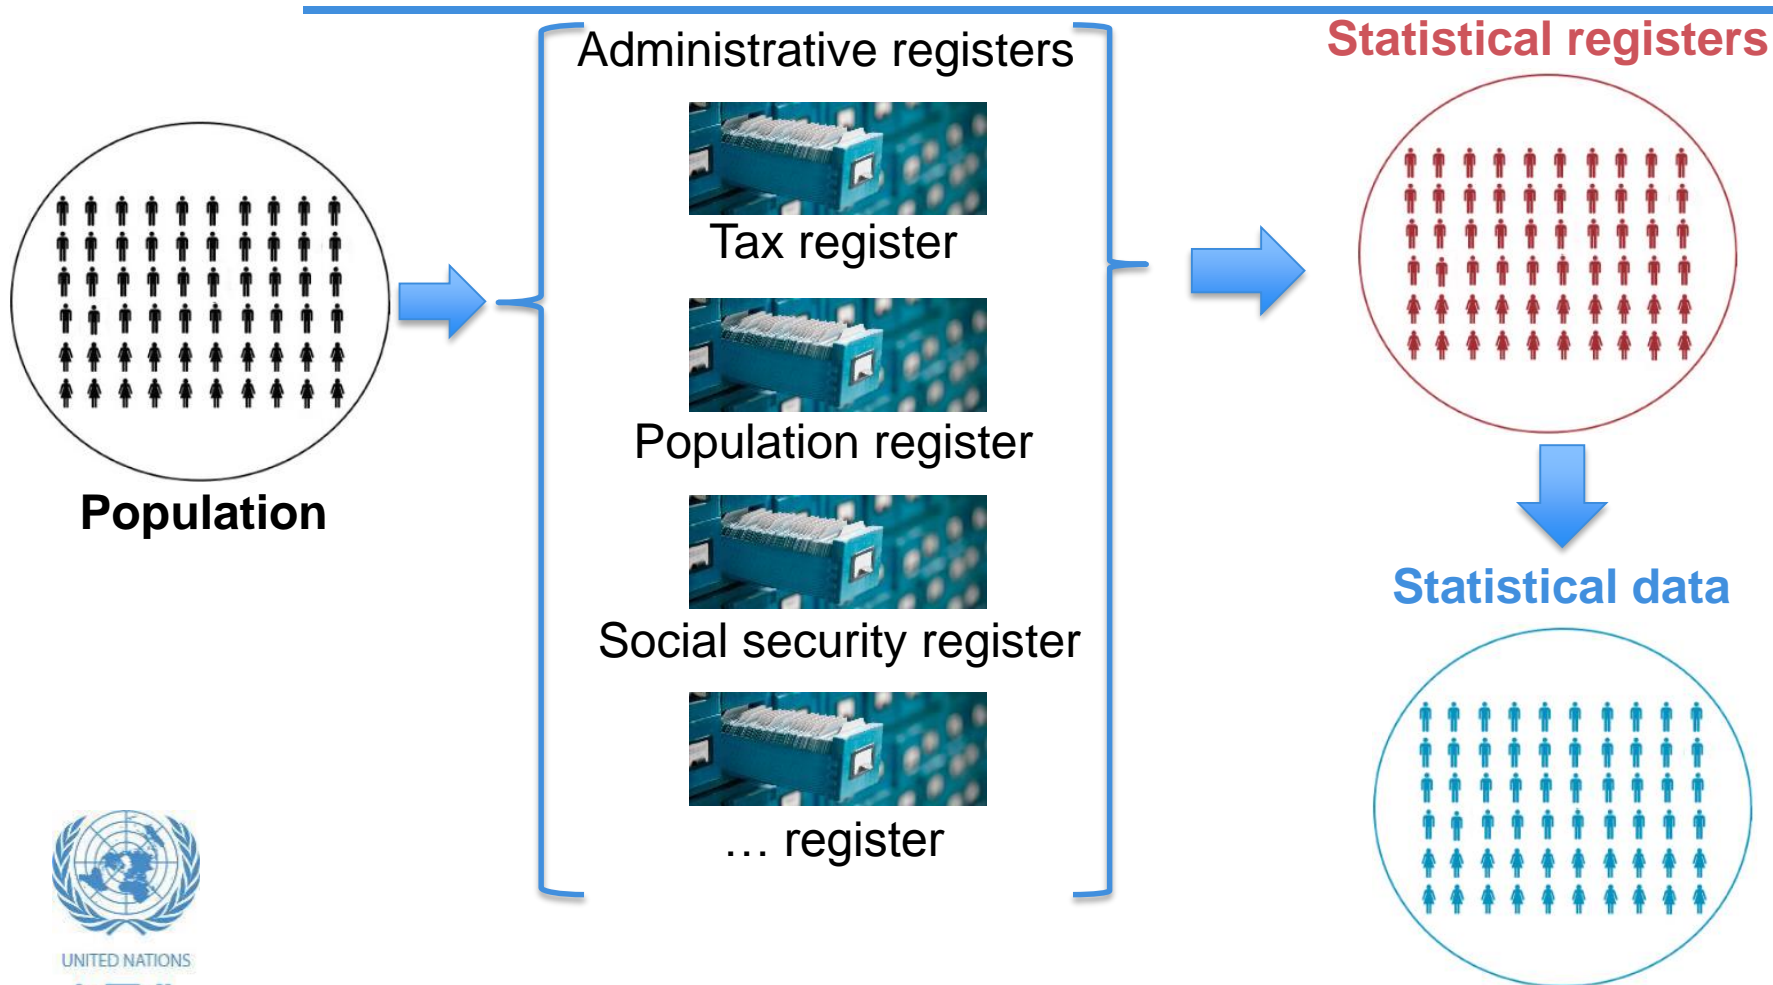 Administrative registers
Statistical registers
Tax register
Population register
Population
Social security register
Statistical data
… register
UNITED NATIONS